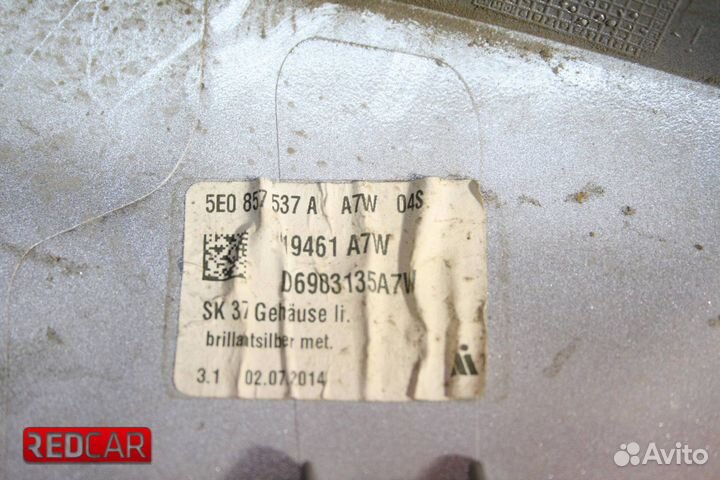 5E0 857 537 A A7W 04S
19461 A7W
D6983135A7W
SK 37 Gehäuse li.
brillantsilber met.
3.1 02.07.2014
REDCAR
Avito